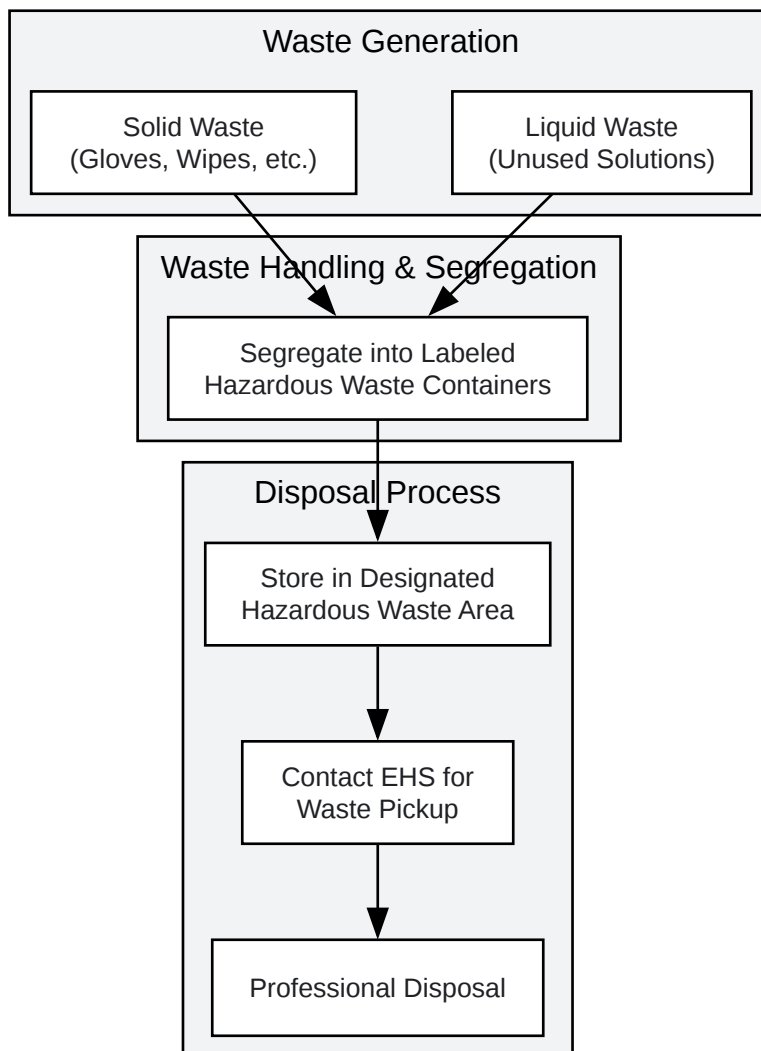 Waste Generation
Solid Waste
(Gloves, Wipes, etc.)
Liquid Waste
(Unused Solutions)
Waste Handling & Segregation
Segregate into Labeled
Hazardous Waste Containers
Disposal Process
Store in Designated
Hazardous Waste Area
Contact EHS for
Waste Pickup
Professional Disposal